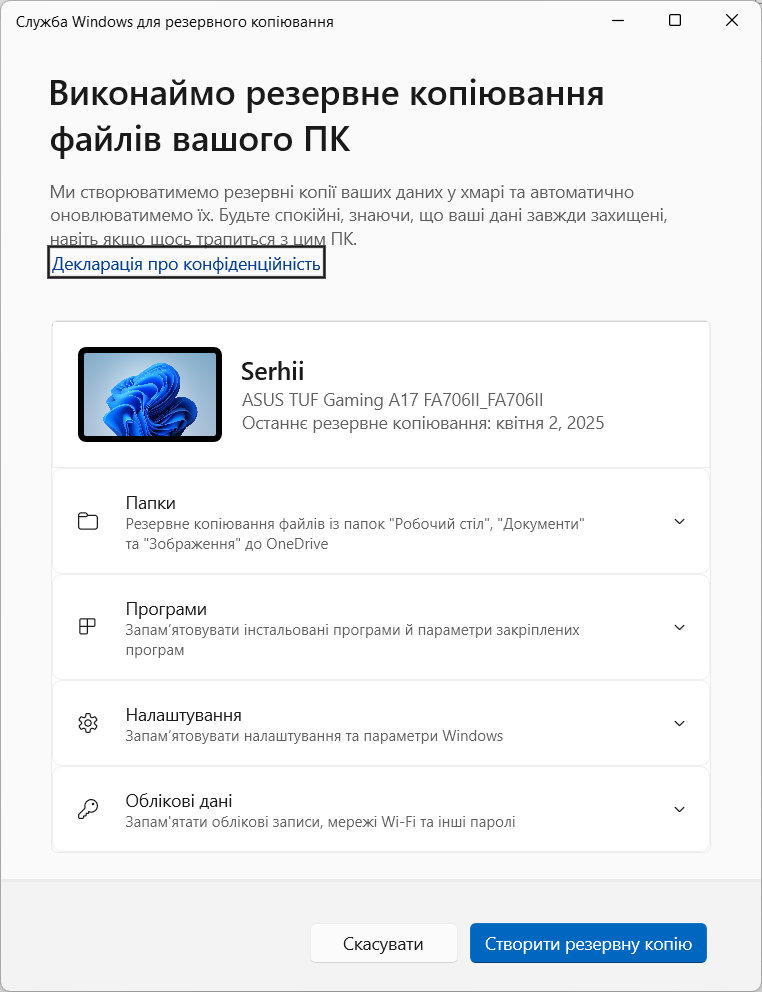 Служба Windows для резервного копіювання
Виконаймо резервне копіювання
файлів вашого ПК
Ми створюватимемо резервні копії ваших даних у хмарі та автоматично
оновлюватимемо їх. Будьте спокійні, знаючи, що ваші дані завжди захищені,
навіть якщо щось трапиться з цим ПК.
Декларація про конфіденційність
Serhii
ASUS TUF Gaming A17 FA706II_FA706II
Останнє резервне копіювання: квітня 2, 2025
Папки
Резервне копіювання файлів із папок "Робочий стіл", "Документи"
та "Зображення" до OneDrive
Програми
Запам’ятовувати інстальовані програми й параметри закріплених
програм
Налаштування
Запам’ятовувати налаштування та параметри Windows
Облікові дані
Запам'ятати облікові записи, мережі Wi-Fi та інші паролі
Скасувати
Створити резервну копію